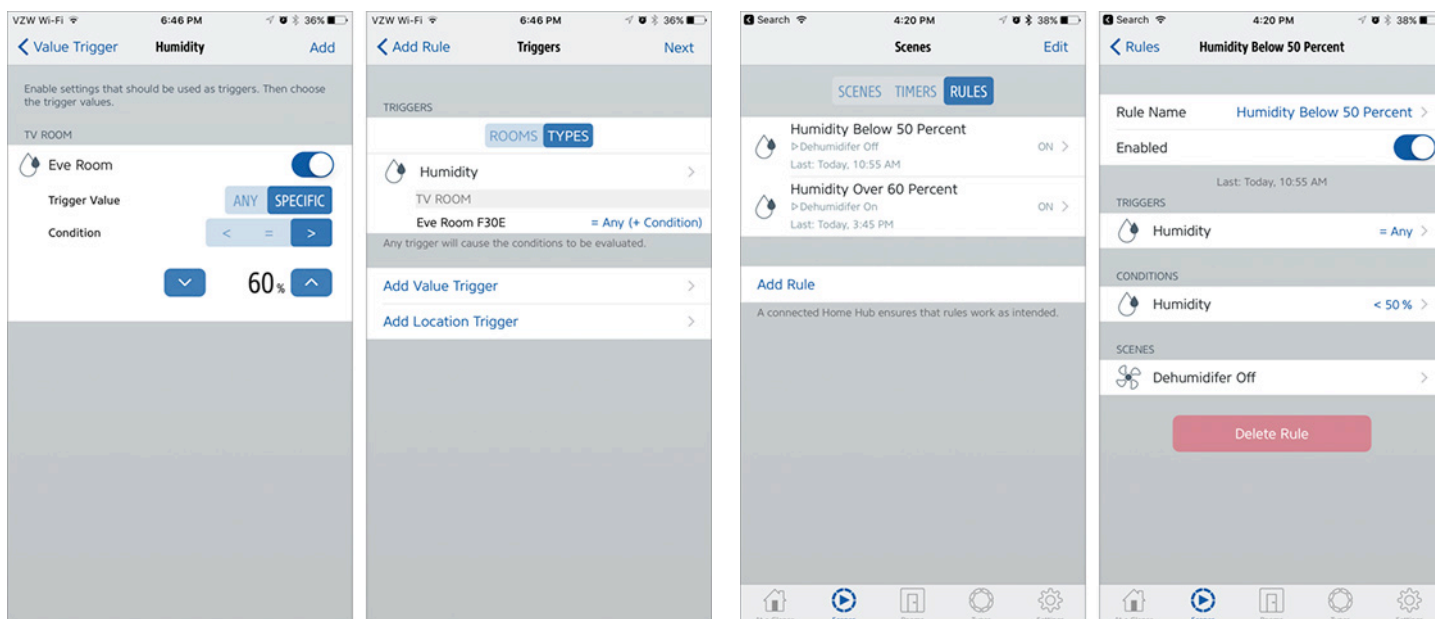 VZW Wi-Fi 6:46 PM 36%
Value Trigger Humidity Add
Enable settings that should be used as triggers. Then choose
the trigger values.
TV ROOM
Eve Room
Trigger Value ANY SPECIFIC
Condition < = >
60 %
VZW Wi-Fi 6:46 PM 36%
Add Rule Triggers Next
TRIGGERS
ROOMS TYPES
Humidity
TV ROOM
Eve Room F30E = Any (+ Condition)
Any trigger will cause the conditions to be evaluated.
Add Value Trigger
Add Location Trigger
Search 4:20 PM 38%
Scenes Edit
SCENES TIMERS RULES
Humidity Below 50 Percent
Dehumidifer Off ON
Last: Today, 10:55 AM
Humidity Over 60 Percent
Dehumidifer On ON
Last: Today, 3:45 PM
Add Rule
A connected Home Hub ensures that rules work as intended.
Search 4:20 PM 38%
Rules Humidity Below 50 Percent
Rule Name Humidity Below 50 Percent
Enabled
Last: Today, 10:55 AM
TRIGGERS
Humidity = Any
CONDITIONS
Humidity < 50 %
SCENES
Dehumidifer Off
Delete Rule